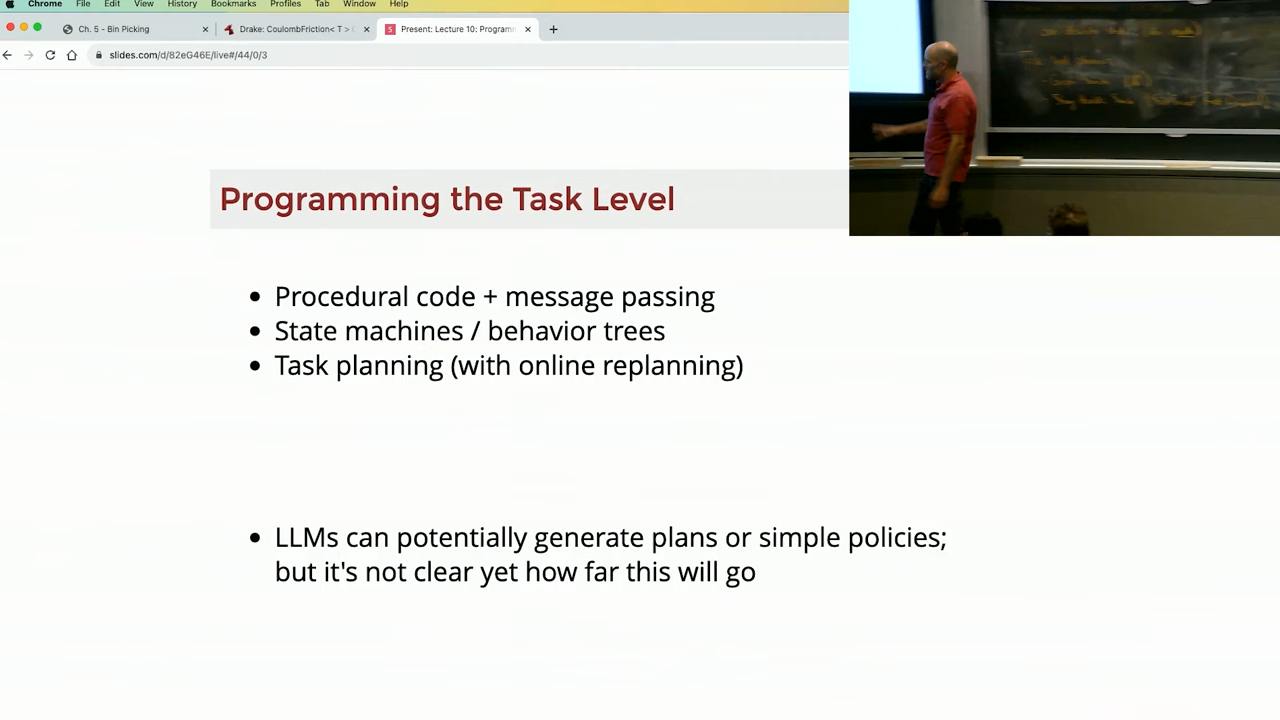 Chrome File Edit View History Bookmarks Profiles Tab Window Help
Ch. 5 - Bin Picking
Drake: CoulombFriction< T >
Present: Lecture 10: Programm
slides.com/d/82eG46E/live#/44/0/3
Programming the Task Level
• Procedural code + message passing
• State machines / behavior trees
• Task planning (with online replanning)
• LLMs can potentially generate plans or simple policies;
but it's not clear yet how far this will go